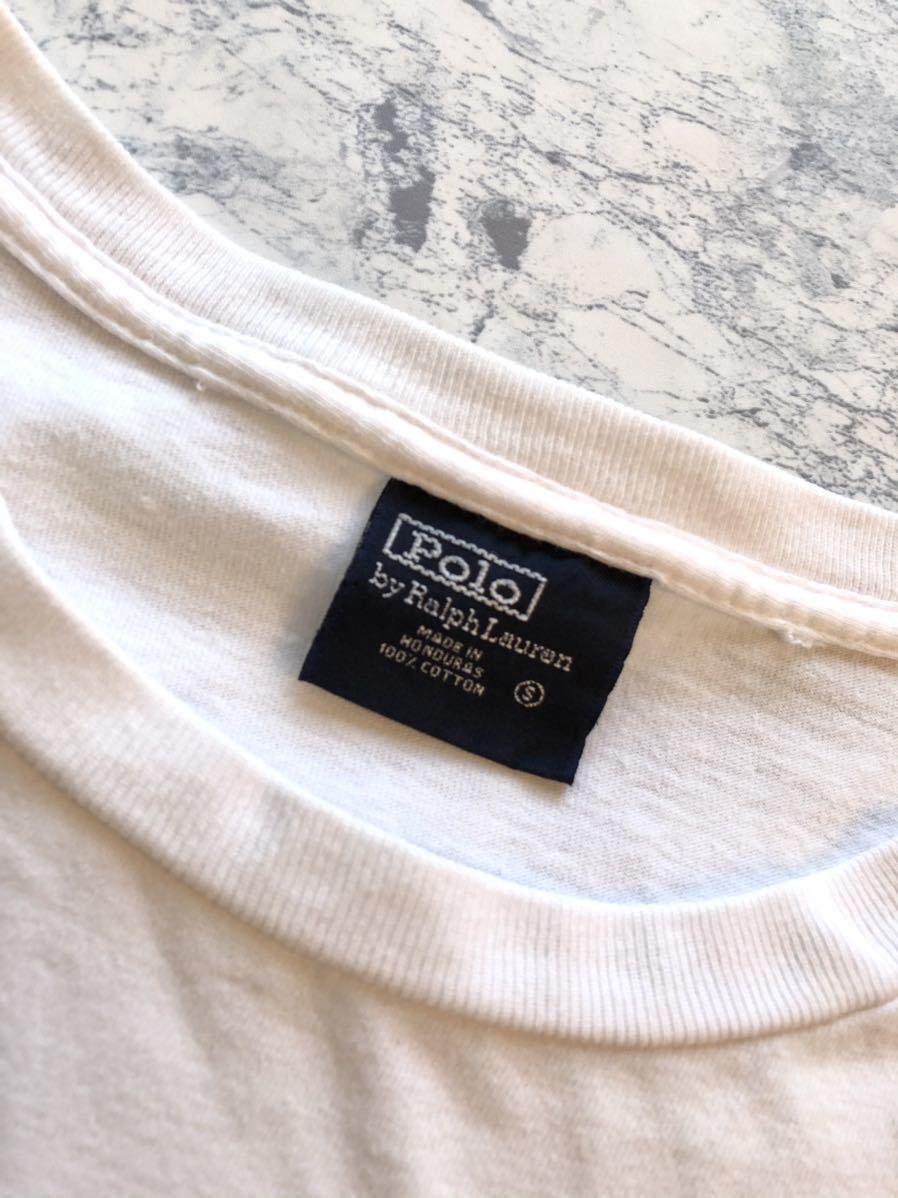 Polo
by Ralph Lauren
MADE IN
HONDURAS
100% COTTON
S